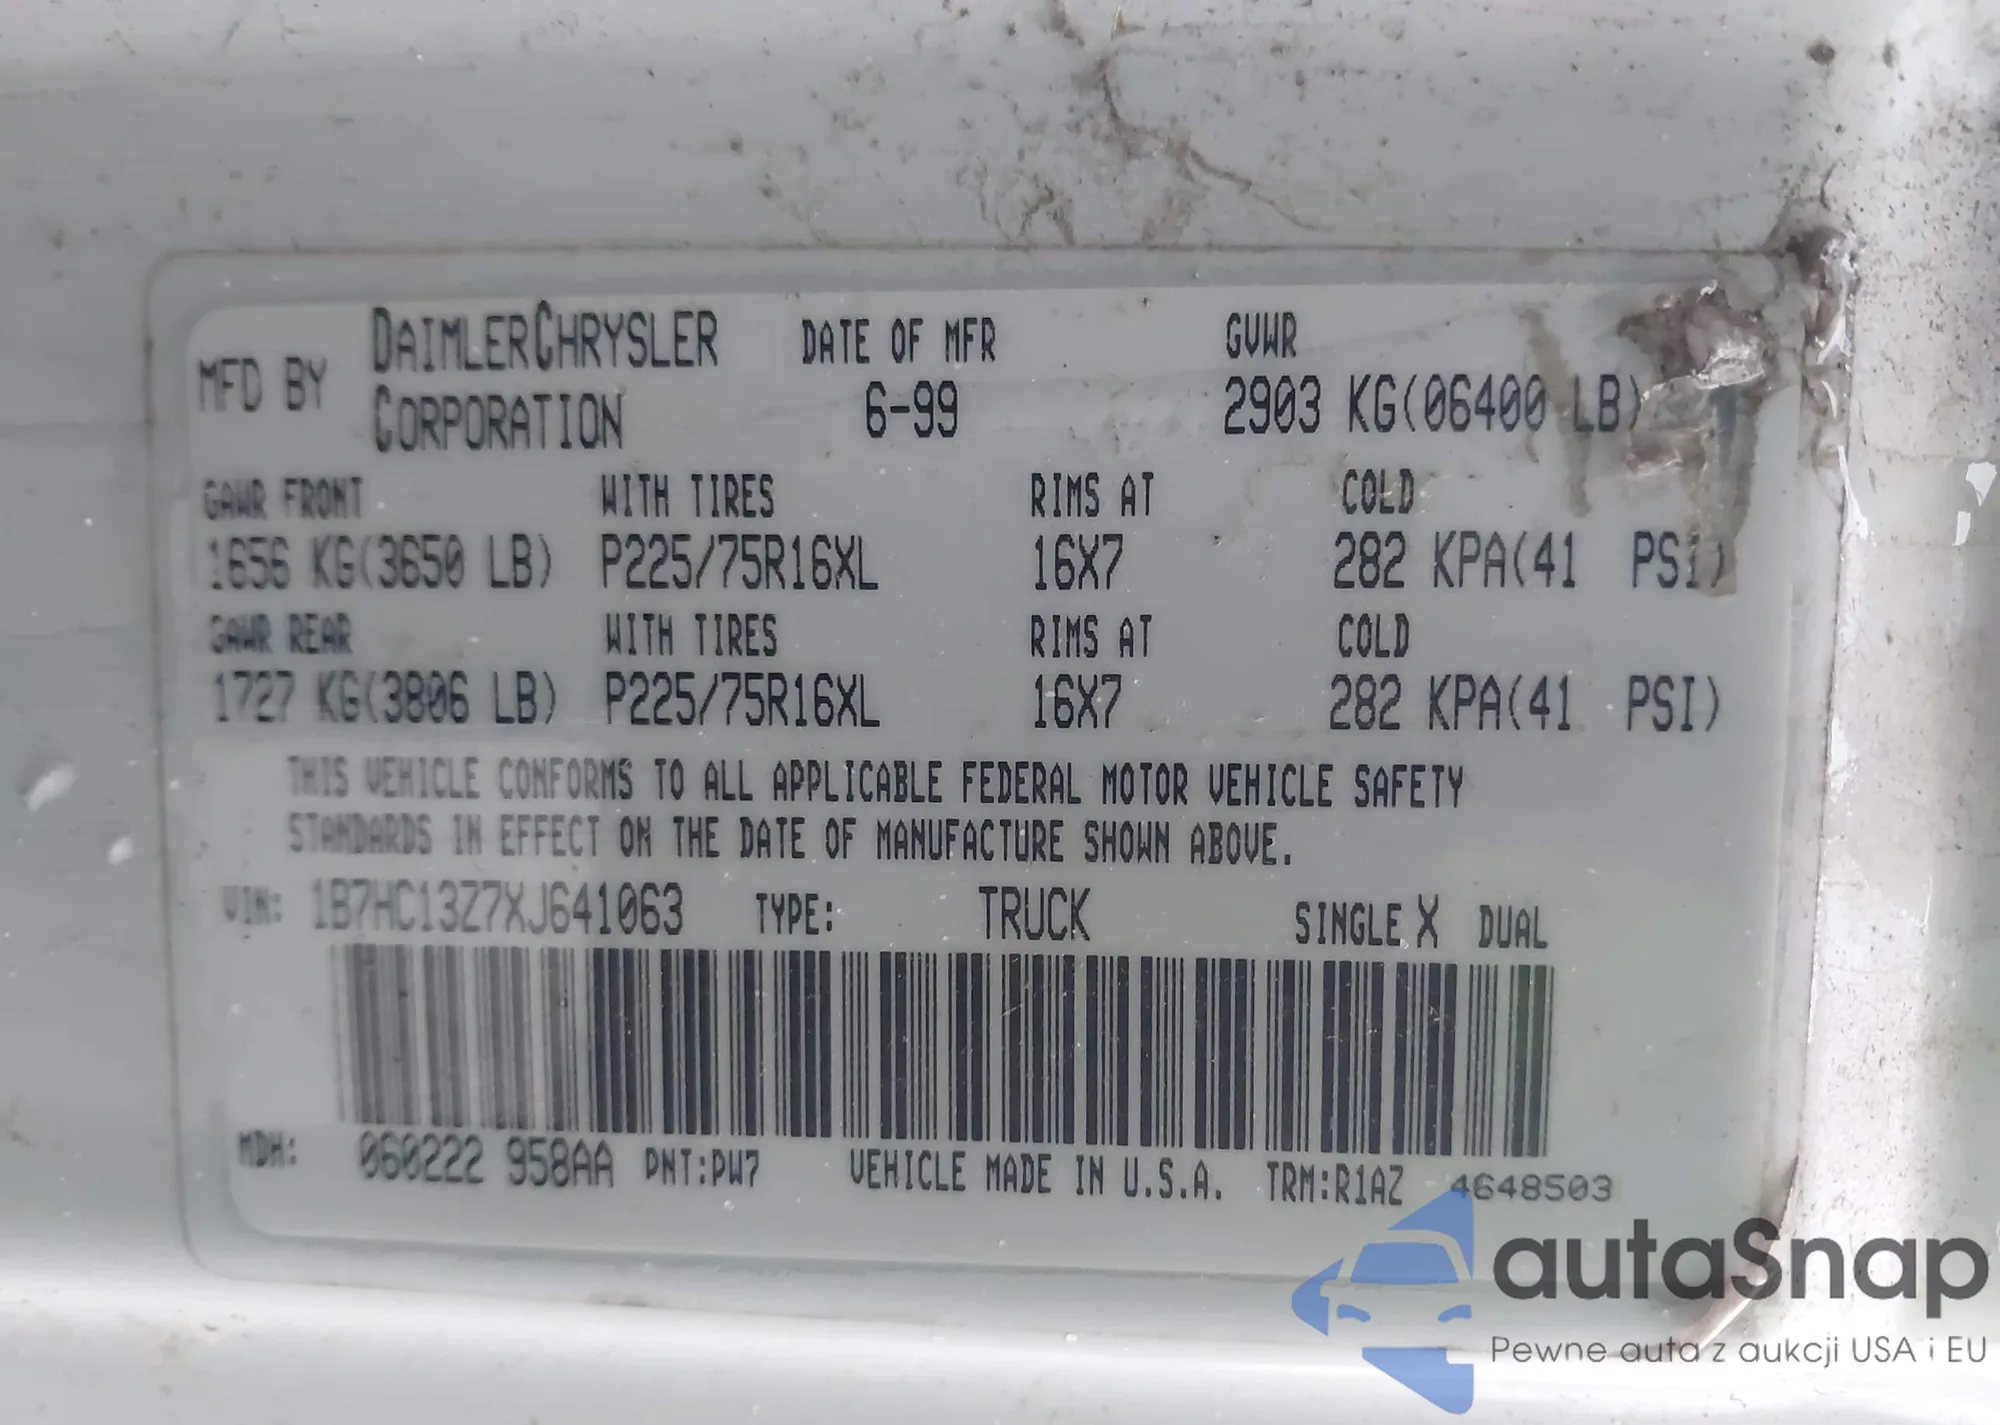 MFD BY DAIMLERCHRYSLER CORPORATION DATE OF MFR 6-99 GVWR 2903 KG(06400 LB)
GAWR FRONT WITH TIRES RIMS AT COLD
1656 KG(3650 LB) P225/75R16XL 16X7 282 KPA(41 PSI)
GAWR REAR WITH TIRES RIMS AT COLD
1727 KG(3806 LB) P225/75R16XL 16X7 282 KPA(41 PSI)
THIS VEHICLE CONFORMS TO ALL APPLICABLE FEDERAL MOTOR VEHICLE SAFETY
STANDARDS IN EFFECT ON THE DATE OF MANUFACTURE SHOWN ABOVE.
VIN: 1B7HC13Z7XJ641063 TYPE: TRUCK SINGLE X DUAL
MDH: 060222 958AA PNT:PW7 VEHICLE MADE IN U.S.A. TRM:R1AZ 4648503
autaSnap
Pewne auta z aukcji USA i EU